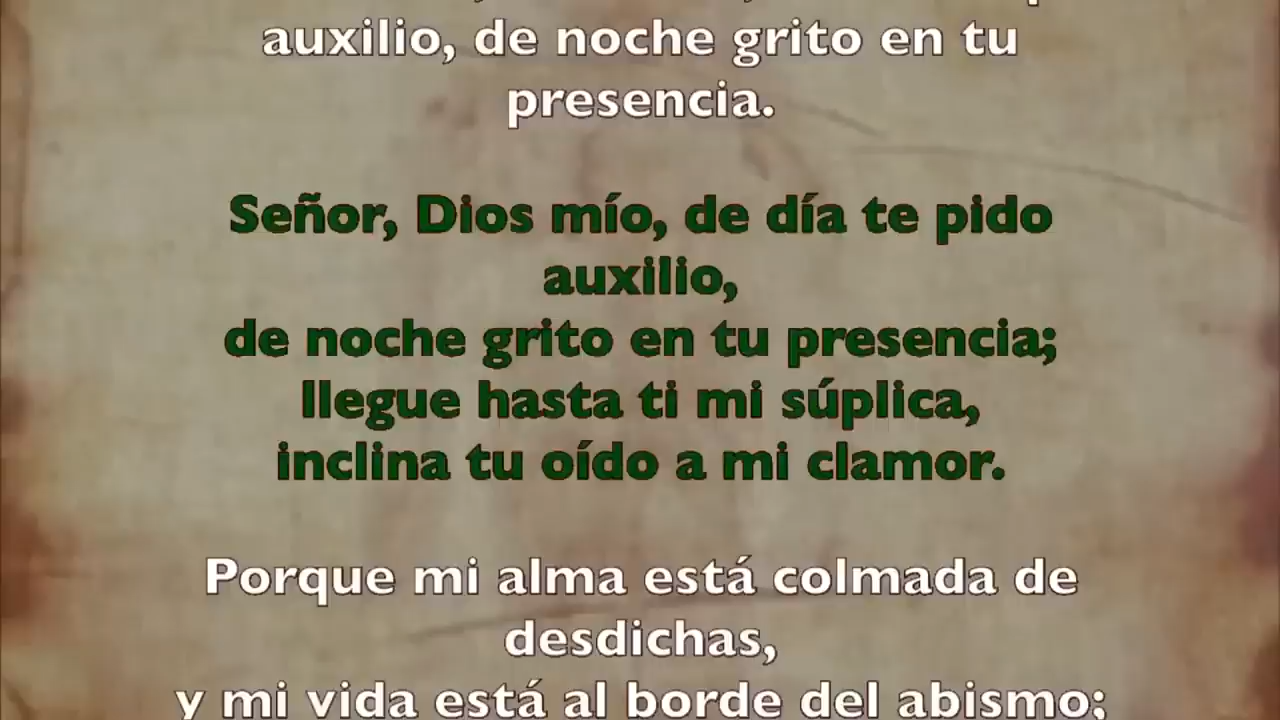 auxilio, de noche grito en tu
presencia.
Señor, Dios mío, de día te pido
auxilio,
de noche grito en tu presencia;
llegue hasta ti mi súplica,
inclina tu oído a mi clamor.
Porque mi alma está colmada de
desdichas,
y mi vida está al borde del abismo;